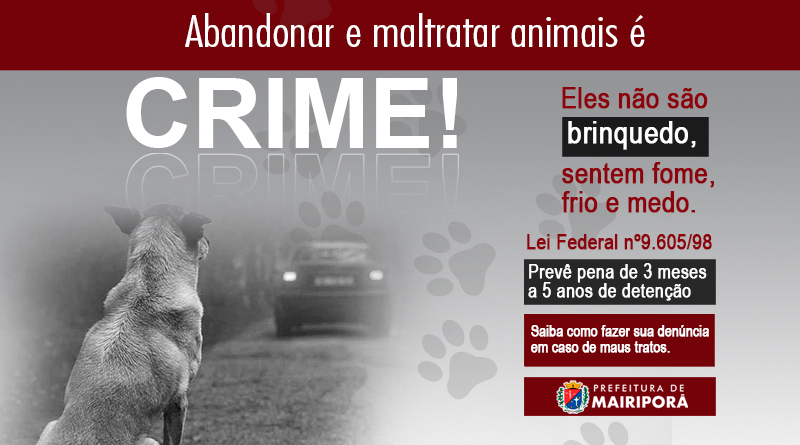 Abandonar e maltratar animais é
CRIME!
Eles não são
brinquedo,
sentem fome,
frio e medo.
Lei Federal nº9.605/98
Prevê pena de 3 meses
a 5 anos de detenção
Saiba como fazer sua denúncia
em caso de maus tratos.
PREFEITURA DE
MAIRIPORÃ